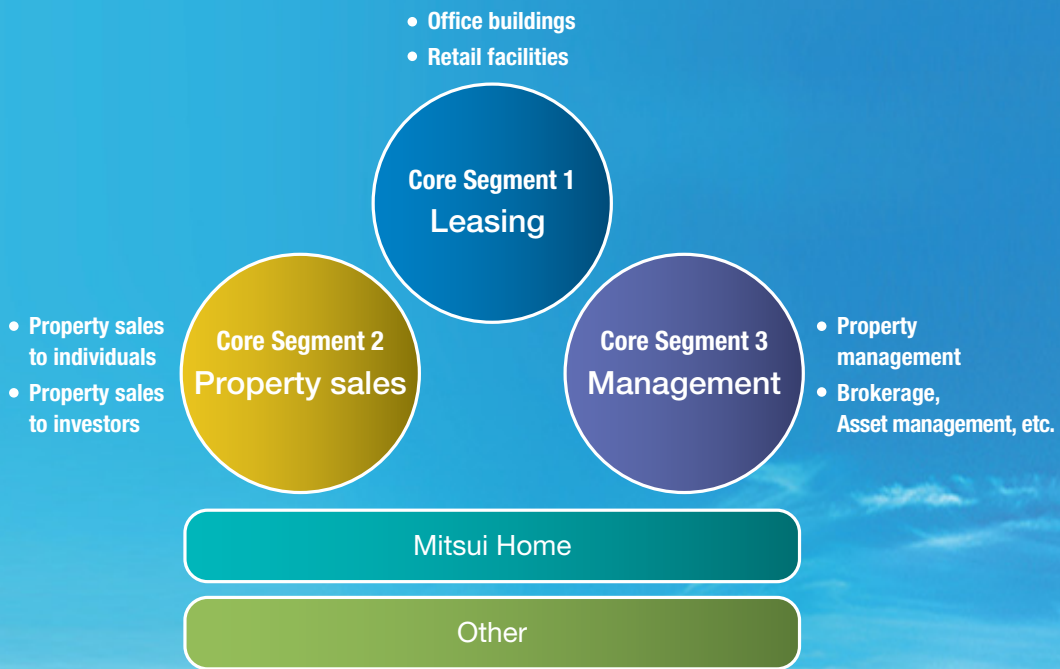 • Office buildings
• Retail facilities
Core Segment 1
Leasing
• Property sales
to individuals
• Property sales
to investors
Core Segment 2
Property sales
Core Segment 3
Management
• Property
management
• Brokerage,
Asset management, etc.
Mitsui Home
Other